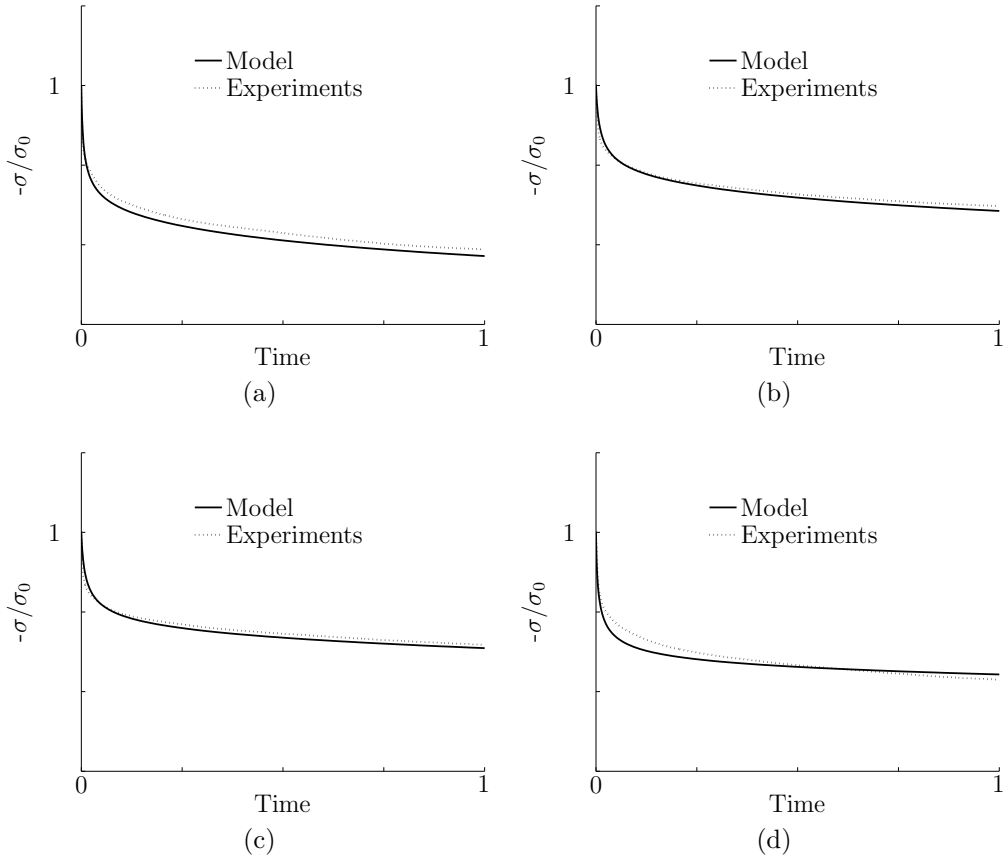 Model
Experiments
1
-σ/σ0
0
1
Time
(a)
Model
Experiments
1
-σ/σ0
0
1
Time
(b)
Model
Experiments
1
-σ/σ0
0
1
Time
(c)
Model
Experiments
1
-σ/σ0
0
1
Time
(d)